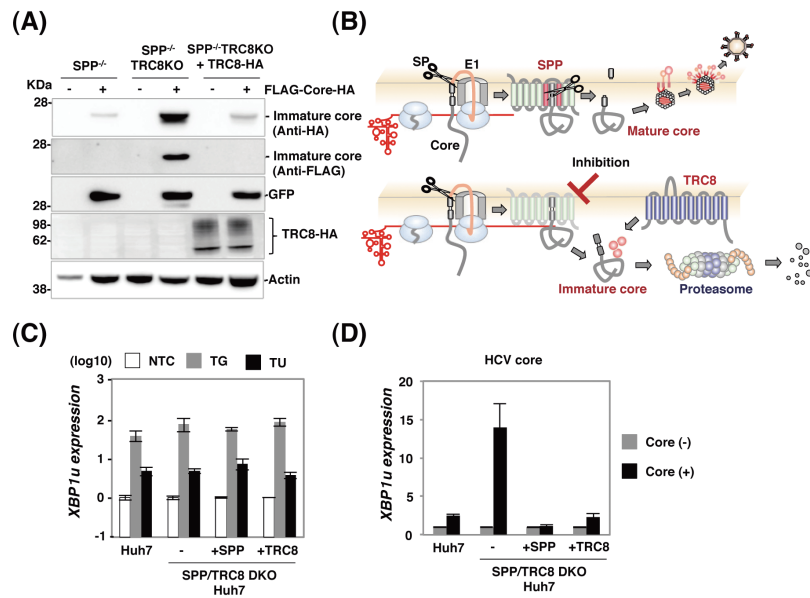 (A)
SPP-/-
SPP-/-
TRC8KO
SPP-/-TRC8KO
+ TRC8-HA
KDa
- + - + - + FLAG-Core-HA
28-
Immature core
(Anti-HA)
28-
Immature core
(Anti-FLAG)
GFP
28-
98-
62-
TRC8-HA
Actin
38-
(B)
SP
E1
SPP
Core
Mature core
Inhibition
TRC8
Immature core
Proteasome
(C)
(log10) NTC TG TU
XBP1u expression
3
2
1
0
-1
Huh7 - +SPP +TRC8
SPP/TRC8 DKO
Huh7
(D)
HCV core
XBP1u expression
20
15
10
5
0
Core (-)
Core (+)
Huh7 - +SPP +TRC8
SPP/TRC8 DKO
Huh7